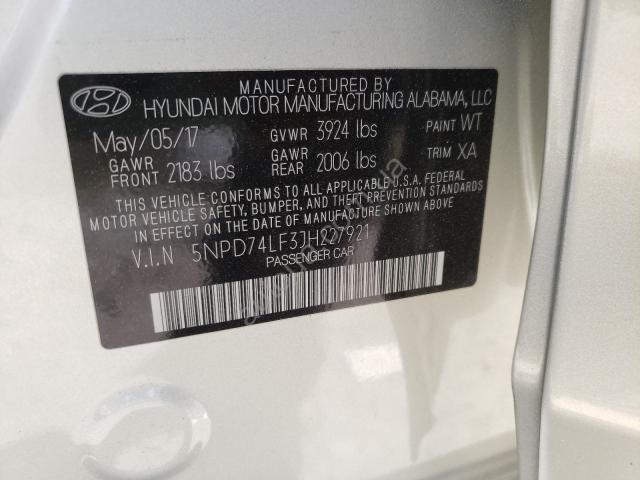 MANUFACTURED BY
HYUNDAI MOTOR MANUFACTURING ALABAMA, LLC
May/05/17 GVWR 3924 lbs PAINT WT
GAWR FRONT 2183 lbs GAWR REAR 2006 lbs TRIM XA
THIS VEHICLE CONFORMS TO ALL APPLICABLE U.S.A. FEDERAL
MOTOR VEHICLE SAFETY, BUMPER, AND THEFT PREVENTION STANDARDS
IN EFFECT ON THE DATE OF MANUFACTURE SHOWN ABOVE
V.I.N 5NPD74LF3JH227921
PASSENGER CAR